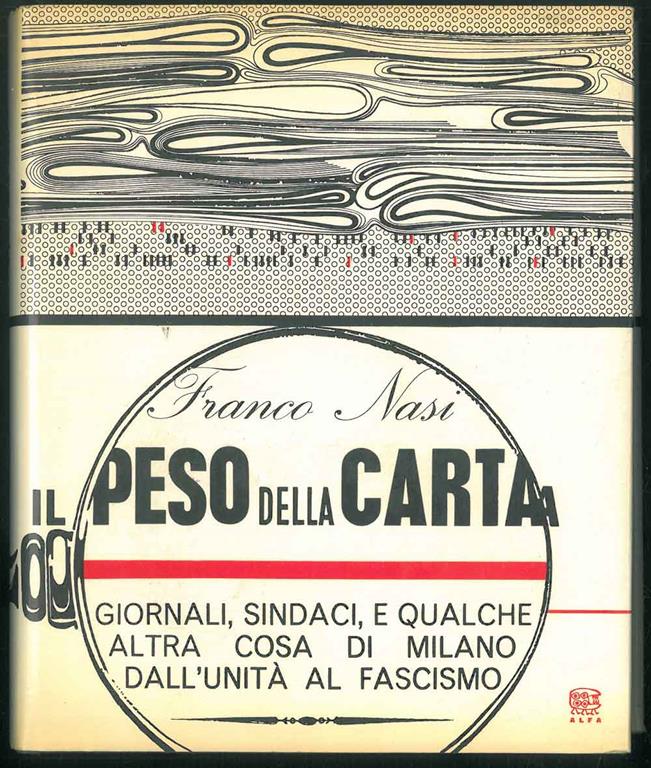 Franco Nasi
IL PESO DELLA CARTA
GIORNALI, SINDACI, E QUALCHE
ALTRA COSA DI MILANO
DALL'UNITÀ AL FASCISMO
ALFA